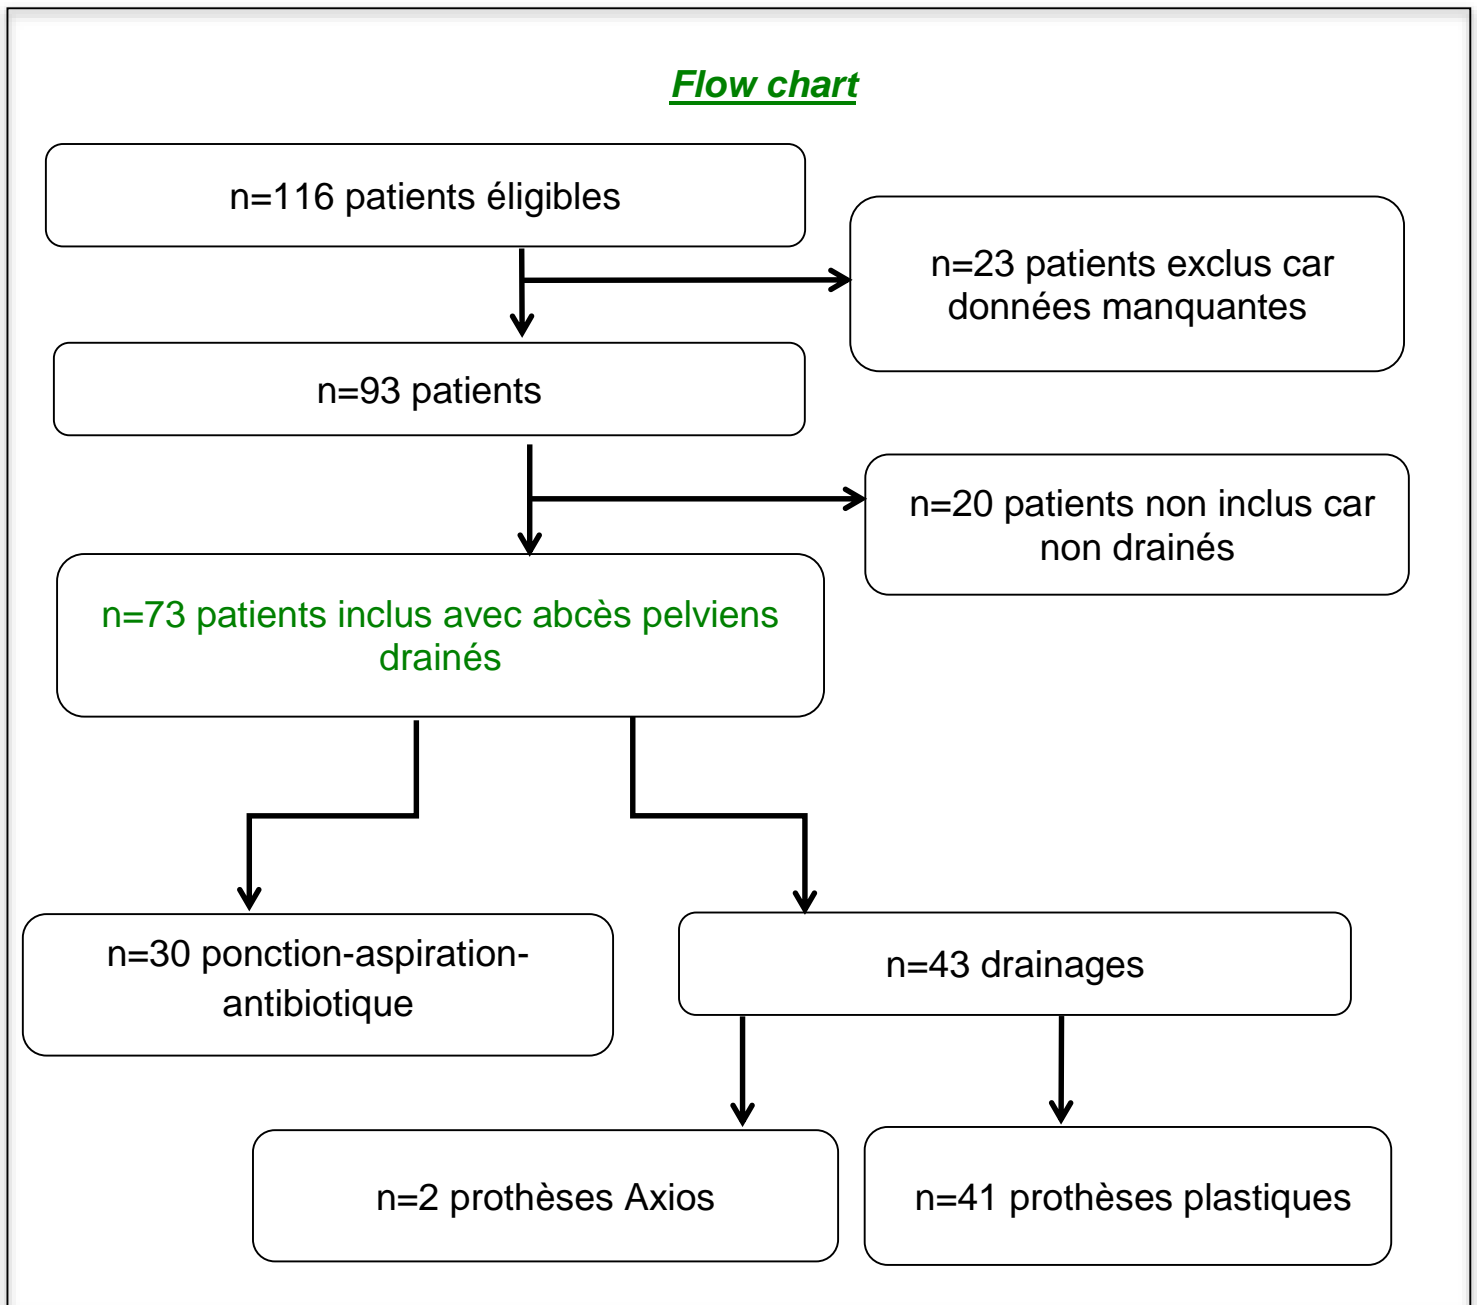 Flow chart
n=116 patients éligibles
n=23 patients exclus car
données manquantes
n=93 patients
n=20 patients non inclus car
non drainés
n=73 patients inclus avec abcès pelviens
drainés
n=30 ponction-aspiration-
antibiotique
n=43 drainages
n=2 prothèses Axios
n=41 prothèses plastiques